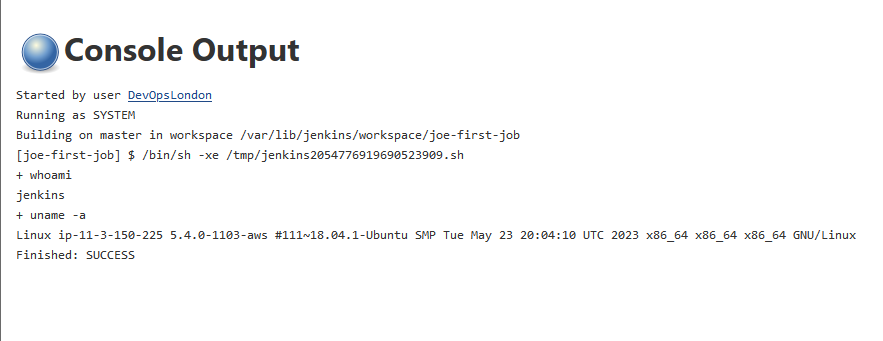 Console Output
Started by user DevOpsLondon
Running as SYSTEM
Building on master in workspace /var/lib/jenkins/workspace/joe-first-job
[joe-first-job] $ /bin/sh -xe /tmp/jenkins2054776919690523909.sh
+ whoami
jenkins
+ uname -a
Linux ip-11-3-150-225 5.4.0-1103-aws #111~18.04.1-Ubuntu SMP Tue May 23 20:04:10 UTC 2023 x86_64 x86_64 x86_64 GNU/Linux
Finished: SUCCESS